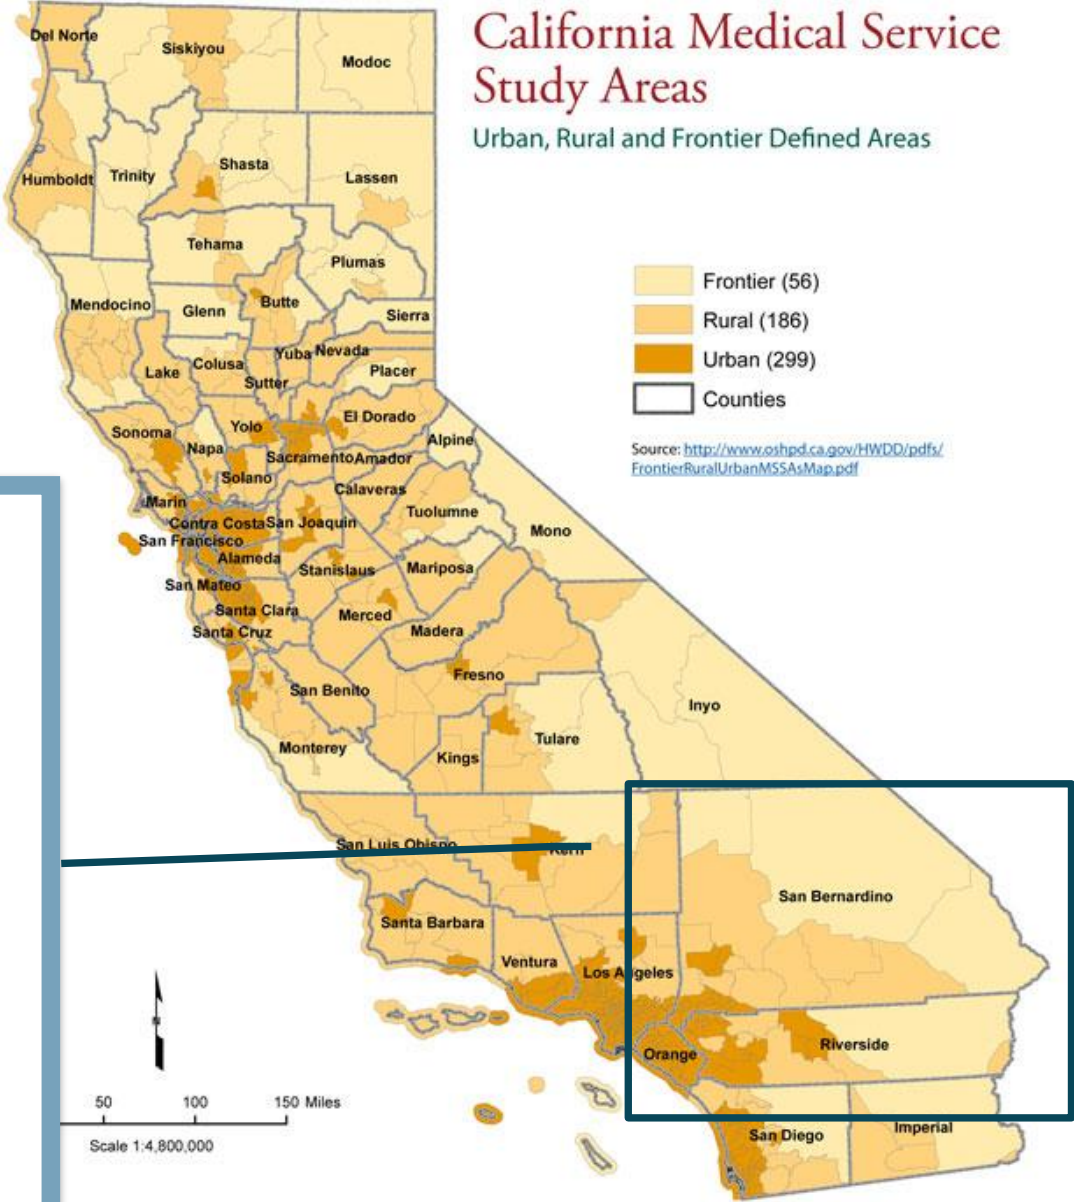 California Medical Service
Study Areas
Urban, Rural and Frontier Defined Areas
Frontier (56)
Rural (186)
Urban (299)
Counties
Source: http://www.oshpd.ca.gov/HWDD/pdfs/
FrontierRuralUrbanMSSAsMap.pdf
Del Norte
Siskiyou
Modoc
Humboldt
Trinity
Shasta
Lassen
Tehama
Plumas
Mendocino
Glenn
Butte
Sierra
Lake
Colusa
Yuba
Nevada
Sutter
Placer
Sonoma
Napa
Yolo
El Dorado
Alpine
Sacramento
Amador
Solano
Calaveras
Marin
Tuolumne
Contra Costa
San Joaquin
Mono
San Francisco
Alameda
Stanislaus
Mariposa
San Mateo
Santa Clara
Merced
Santa Cruz
Madera
Fresno
San Benito
Inyo
Monterey
Kings
Tulare
San Luis Obispo
Kern
San Bernardino
Santa Barbara
Ventura
Los Angeles
Orange
Riverside
San Diego
Imperial
N
50 100 150 Miles
Scale 1:4,800,000